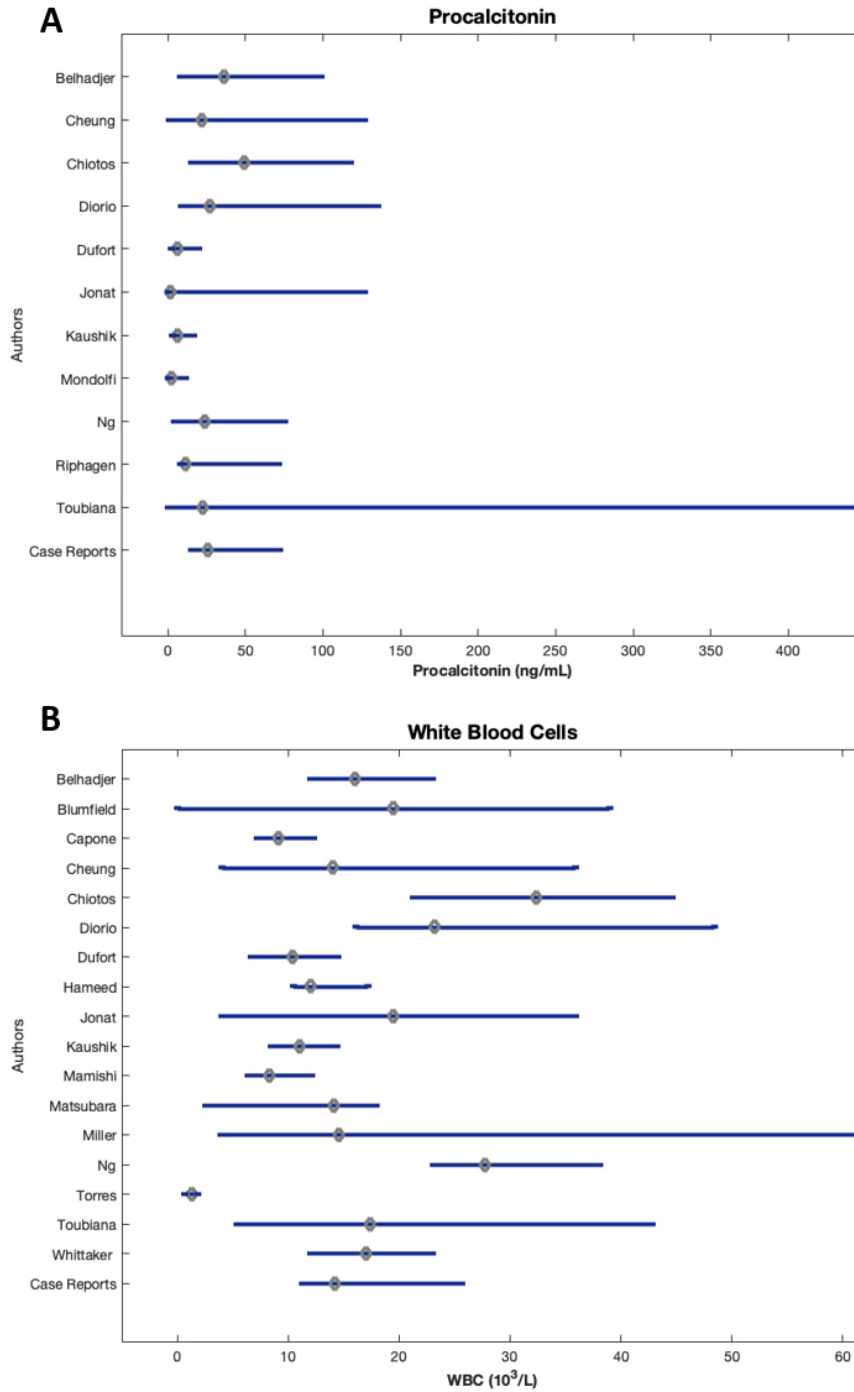 A
Procalcitonin
Belhadjer
Cheung
Chiotos
Diorio
Dufort
Jonat
Kaushik
Mondolfi
Ng
Riphagen
Toubiana
Case Reports
Authors
0 50 100 150 200 250 300 350 400
Procalcitonin (ng/mL)
B
White Blood Cells
Belhadjer
Blumfield
Capone
Cheung
Chiotos
Diorio
Dufort
Hameed
Jonat
Kaushik
Mamishi
Matsubara
Miller
Ng
Torres
Toubiana
Whittaker
Case Reports
Authors
0 10 20 30 40 50 60
WBC (10³/L)